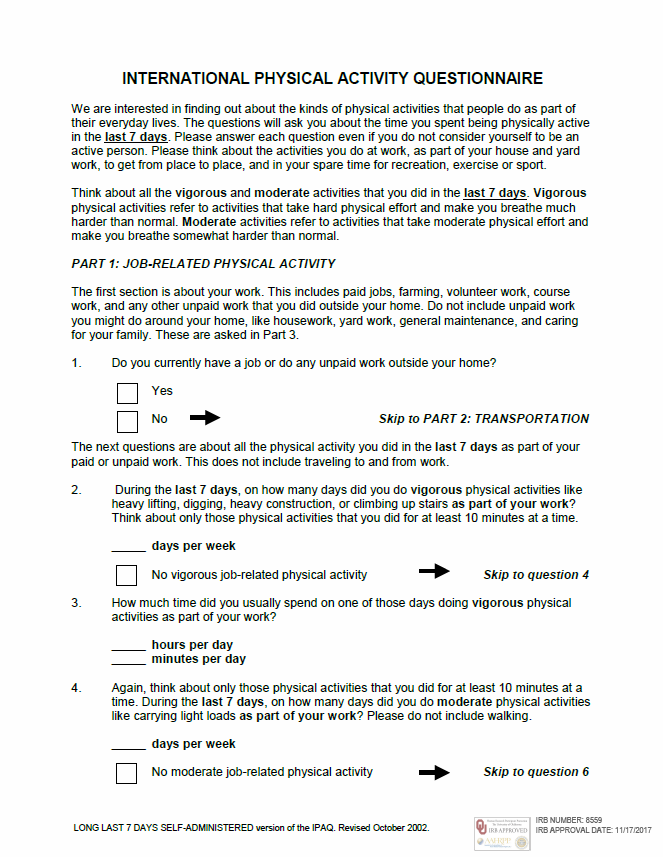 INTERNATIONAL PHYSICAL ACTIVITY QUESTIONNAIRE
We are interested in finding out about the kinds of physical activities that people do as part of
their everyday lives. The questions will ask you about the time you spent being physically active
in the last 7 days. Please answer each question even if you do not consider yourself to be an
active person. Please think about the activities you do at work, as part of your house and yard
work, to get from place to place, and in your spare time for recreation, exercise or sport.
Think about all the vigorous and moderate activities that you did in the last 7 days. Vigorous
physical activities refer to activities that take hard physical effort and make you breathe much
harder than normal. Moderate activities refer to activities that take moderate physical effort and
make you breathe somewhat harder than normal.
PART 1: JOB-RELATED PHYSICAL ACTIVITY
The first section is about your work. This includes paid jobs, farming, volunteer work, course
work, and any other unpaid work that you did outside your home. Do not include unpaid work
you might do around your home, like housework, yard work, general maintenance, and caring
for your family. These are asked in Part 3.
1. Do you currently have a job or do any unpaid work outside your home?
Yes
No Skip to PART 2: TRANSPORTATION
The next questions are about all the physical activity you did in the last 7 days as part of your
paid or unpaid work. This does not include traveling to and from work.
2. During the last 7 days, on how many days did you do vigorous physical activities like
heavy lifting, digging, heavy construction, or climbing up stairs as part of your work?
Think about only those physical activities that you did for at least 10 minutes at a time.
_____ days per week
No vigorous job-related physical activity Skip to question 4
3. How much time did you usually spend on one of those days doing vigorous physical
activities as part of your work?
_____ hours per day
_____ minutes per day
4. Again, think about only those physical activities that you did for at least 10 minutes at a
time. During the last 7 days, on how many days did you do moderate physical activities
like carrying light loads as part of your work? Please do not include walking.
_____ days per week
No moderate job-related physical activity Skip to question 6
LONG LAST 7 DAYS SELF-ADMINISTERED version of the IPAQ. Revised October 2002.
IRB APPROVED
IRB NUMBER: 8559
IRB APPROVAL DATE: 11/17/2017